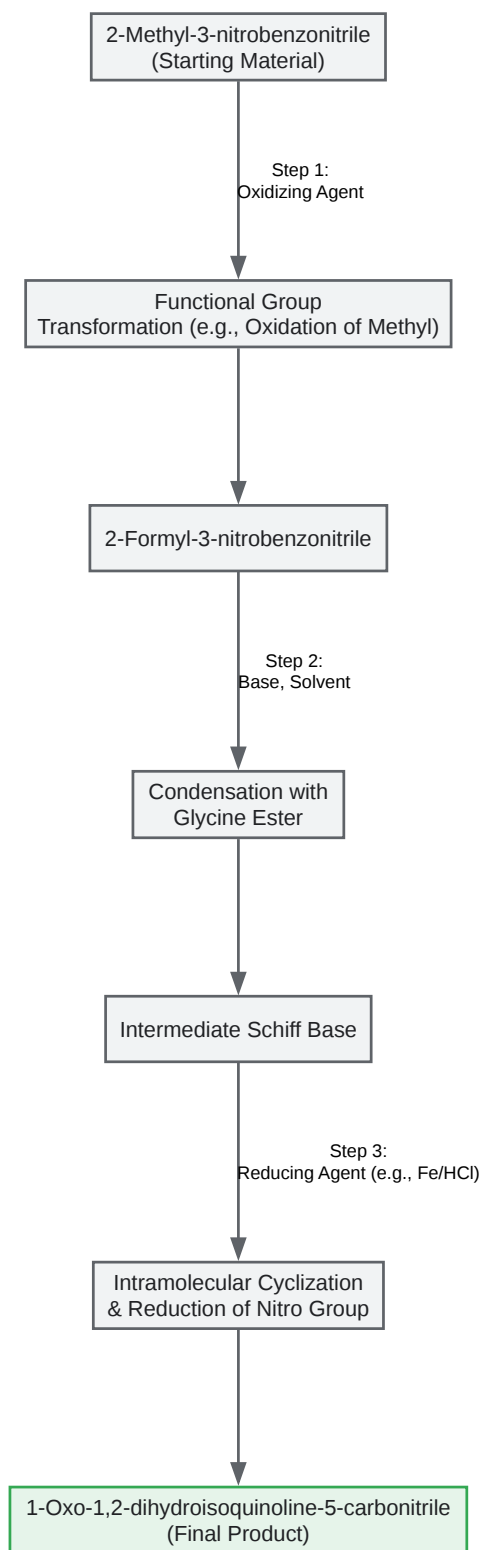 2-Methyl-3-nitrobenzonitrile
(Starting Material)
Step 1:
Oxidizing Agent
Functional Group
Transformation (e.g., Oxidation of Methyl)
2-Formyl-3-nitrobenzonitrile
Step 2:
Base, Solvent
Condensation with
Glycine Ester
Intermediate Schiff Base
Step 3:
Reducing Agent (e.g., Fe/HCl)
Intramolecular Cyclization
& Reduction of Nitro Group
1-Oxo-1,2-dihydroisoquinoline-5-carbonitrile
(Final Product)